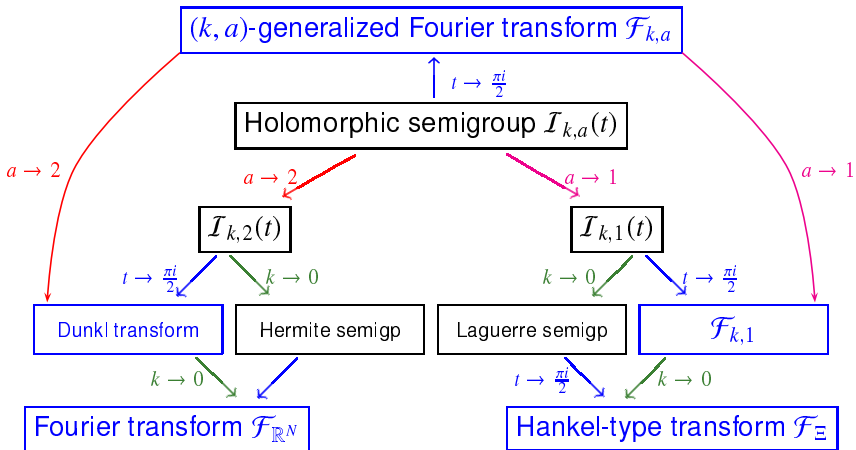 (k, a)-generalized Fourier transform ℱ_{k,a}
t → πi/2
Holomorphic semigroup ℐ_{k,a}(t)
a → 2
a → 1
a → 2
a → 1
ℐ_{k,2}(t)
ℐ_{k,1}(t)
t → πi/2
k → 0
k → 0
t → πi/2
Dunkl transform
Hermite semigp
Laguerre semigp
ℱ_{k,1}
k → 0
t → πi/2
k → 0
Fourier transform ℱ_{ℝ^N}
Hankel-type transform ℱ_Ξ